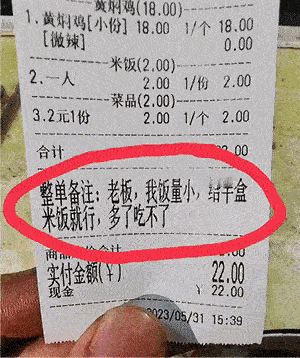 黄焖鸡(18.00)
1.黄焖鸡[小份] 18.00 1/个 18.00
[微辣] 0.00
米饭(2.00)
2.一人 2.00 1/份 2.00
菜品(2.00)
3.2元1份 2.00 1/个 2.00
合计
整单备注：老板，我饭量小，给半盒
米饭就行，多了吃不了
实付金额(¥) 22.00
现金 ¥ 22.00
2023/05/31 15:39